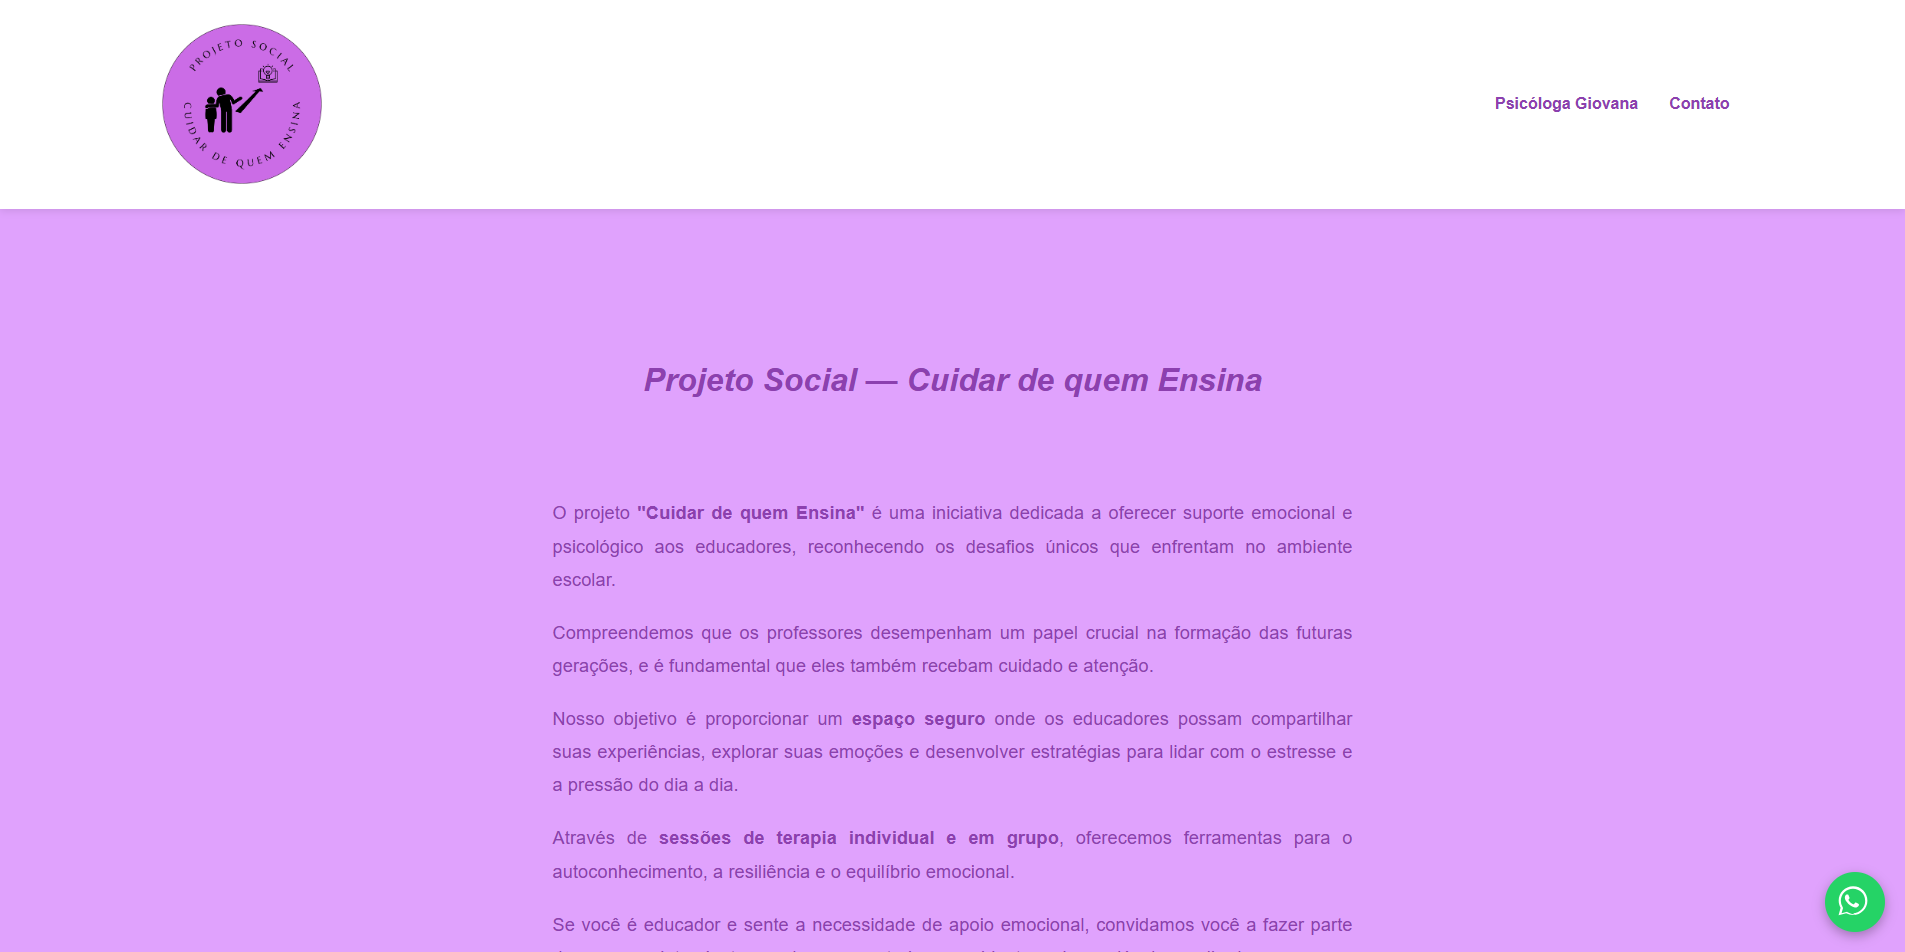 PROJETO SOCIAL
CUIDAR DE QUEM ENSINA
Psicóloga Giovana
Contato
Projeto Social — Cuidar de quem Ensina
O projeto "Cuidar de quem Ensina" é uma iniciativa dedicada a oferecer suporte emocional e
psicológico aos educadores, reconhecendo os desafios únicos que enfrentam no ambiente
escolar.
Compreendemos que os professores desempenham um papel crucial na formação das futuras
gerações, e é fundamental que eles também recebam cuidado e atenção.
Nosso objetivo é proporcionar um espaço seguro onde os educadores possam compartilhar
suas experiências, explorar suas emoções e desenvolver estratégias para lidar com o estresse e
a pressão do dia a dia.
Através de sessões de terapia individual e em grupo, oferecemos ferramentas para o
autoconhecimento, a resiliência e o equilíbrio emocional.
Se você é educador e sente a necessidade de apoio emocional, convidamos você a fazer parte